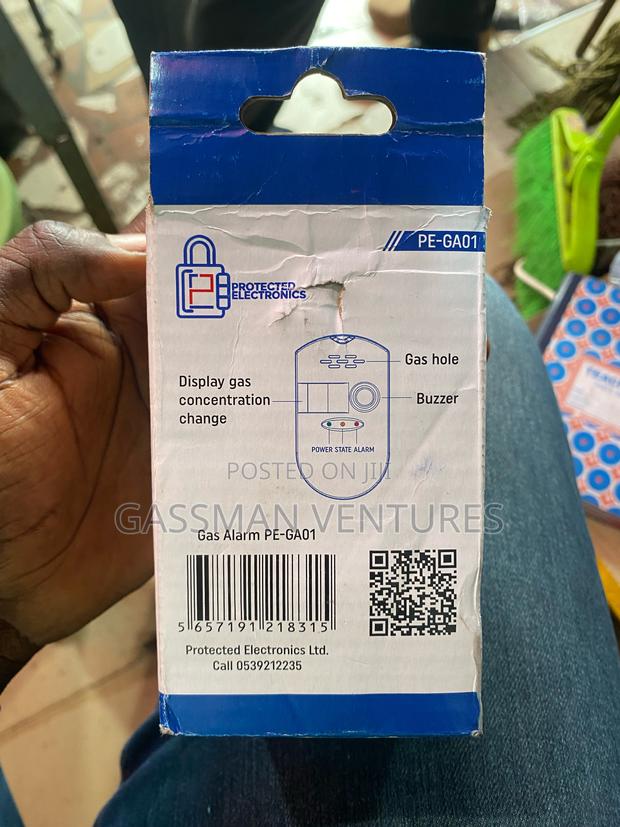 PE-GA01
PROTECTED
ELECTRONICS
Gas hole
Display gas
concentration
change
Buzzer
POWER STATE ALARM
POSTED ON JIJI
GASSMAN VENTURES
Gas Alarm PE-GA01
5 657191 218315
Protected Electronics Ltd.
Call 0539212235